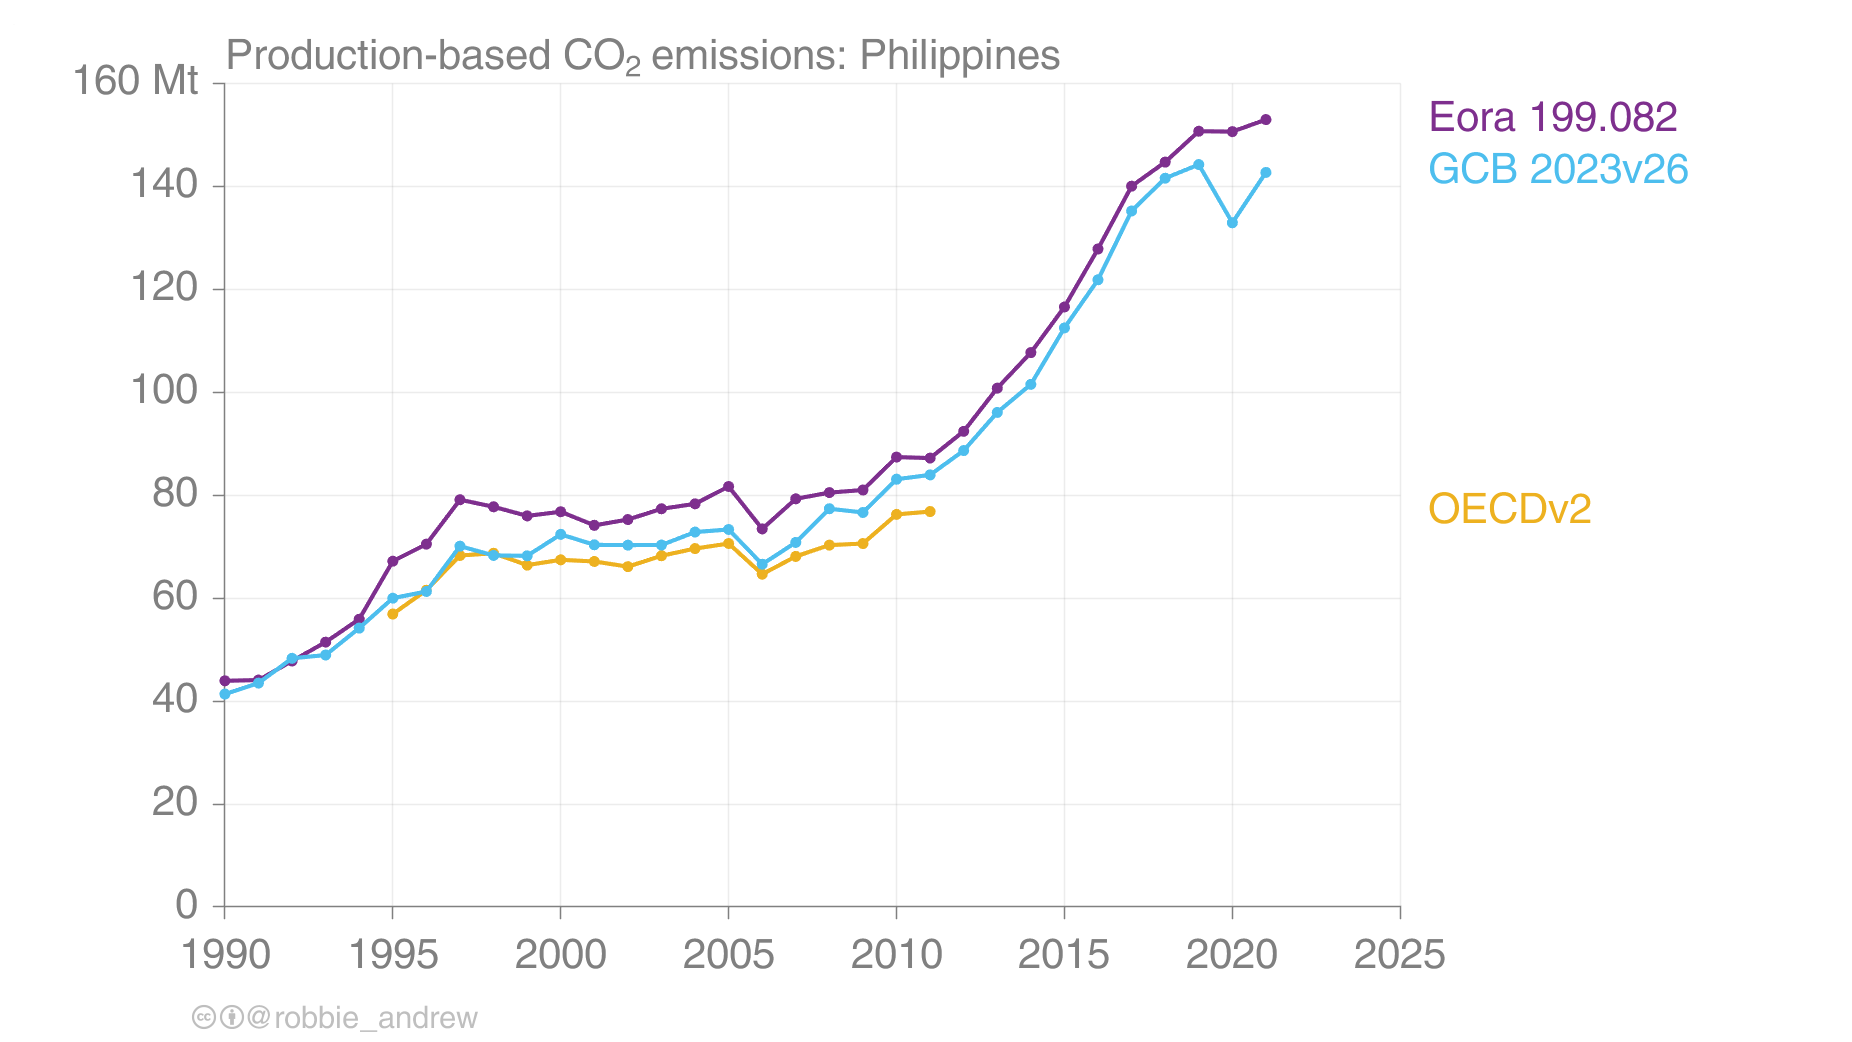 Production-based CO₂ emissions: Philippines
160 Mt
140
120
100
80
60
40
20
0
1990 1995 2000 2005 2010 2015 2020 2025
Eora 199.082
GCB 2023v26
OECDv2
cc @robbie_andrew